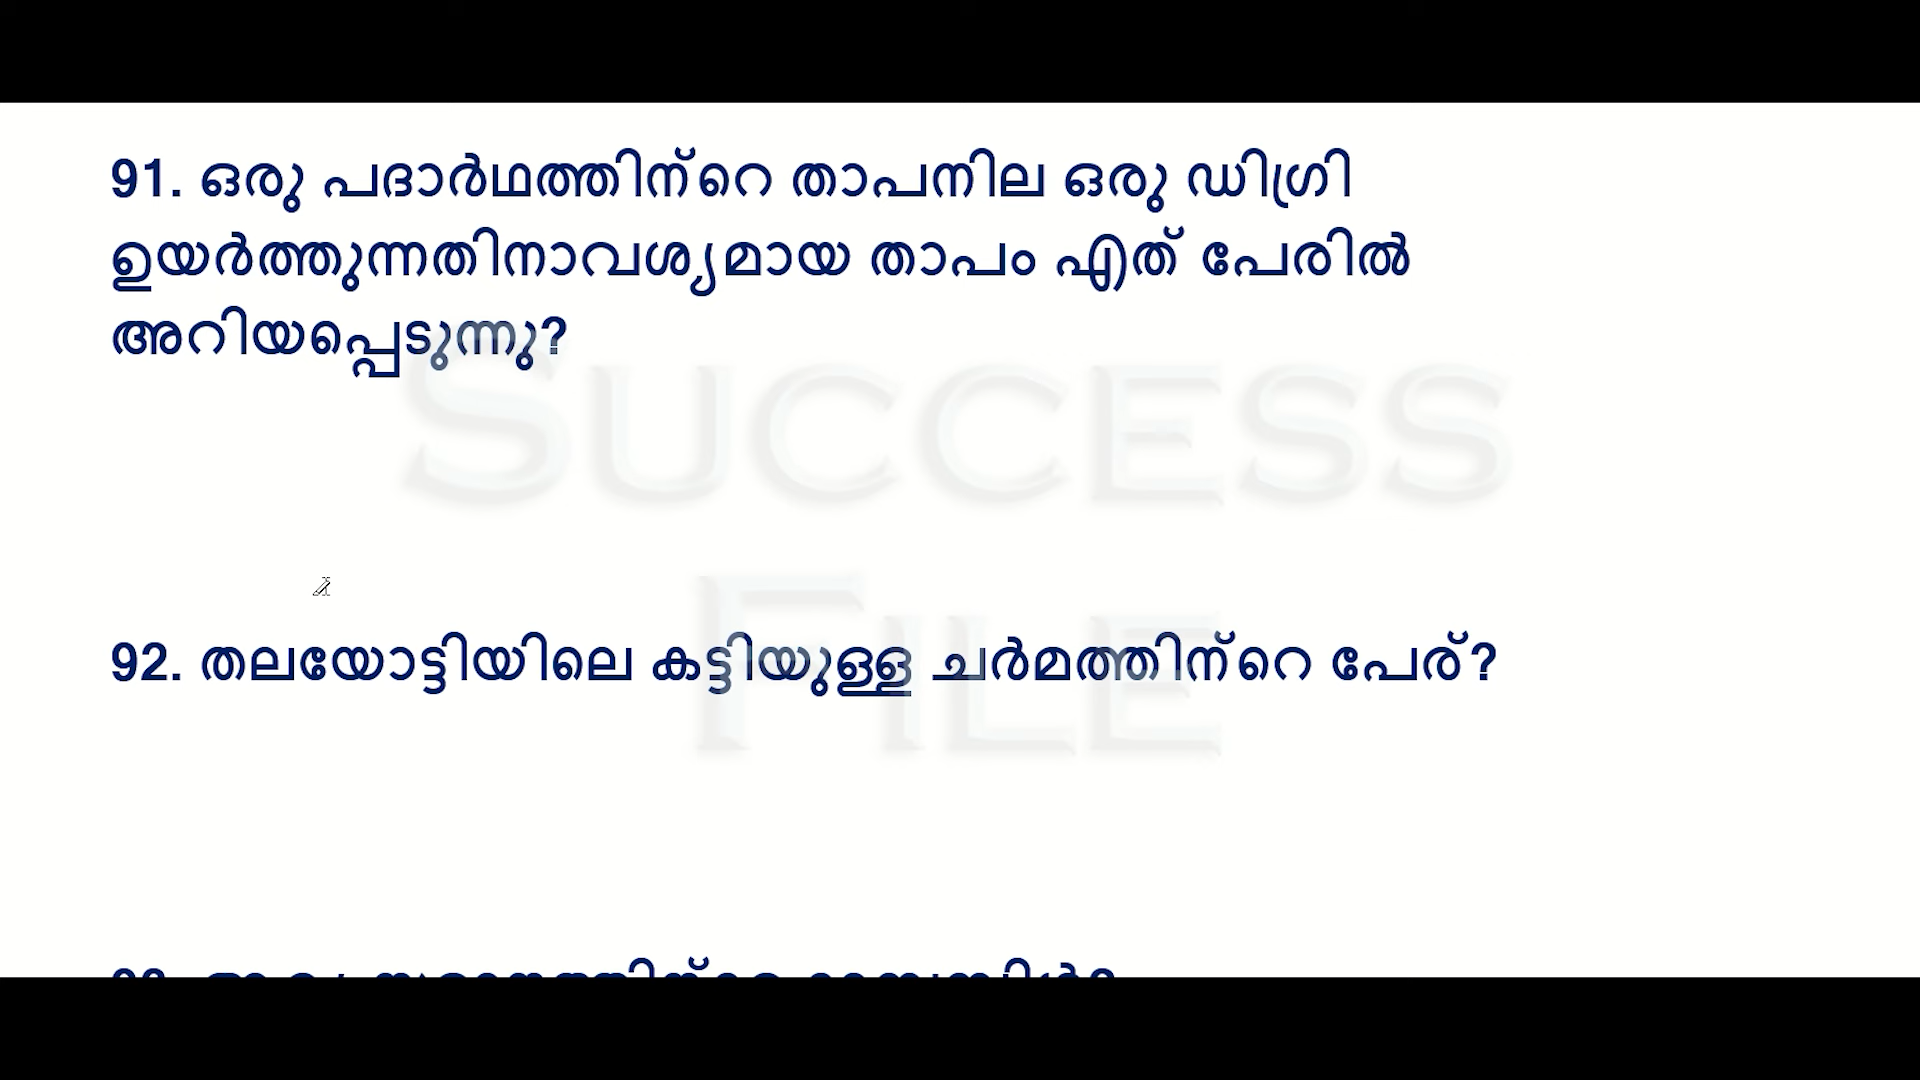 91. ഒരു പദാർഥത്തിന്റെ താപനില ഒരു ഡിഗ്രി
ഉയർത്തുന്നതിനാവശ്യമായ താപം എത് പേരിൽ
അറിയപ്പെടുന്നു?
SUCCESS
FILE
92. തലയോട്ടിയിലെ കട്ടിയുള്ള ചർമത്തിന്റെ പേര്?